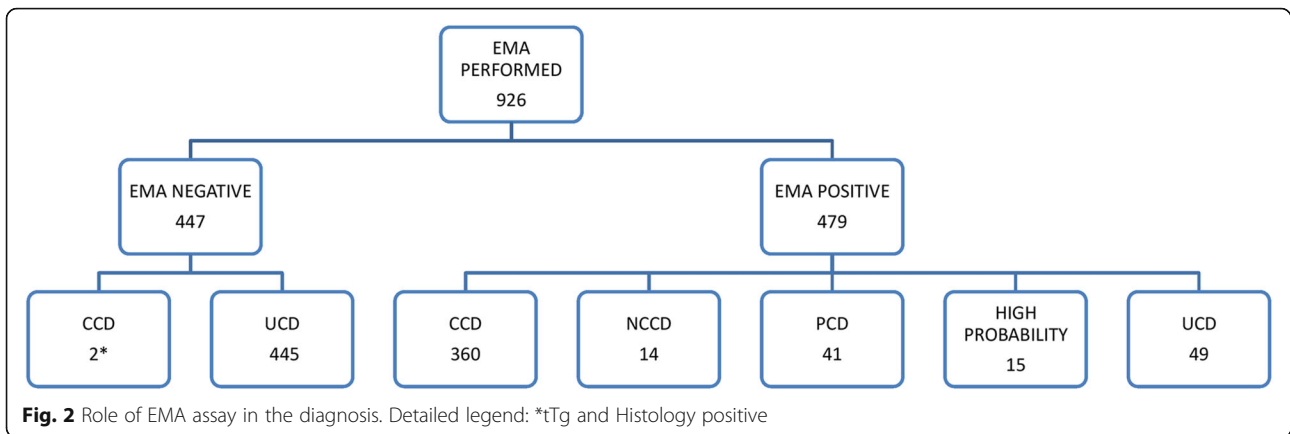 EMA
PERFORMED
926
EMA NEGATIVE
447
EMA POSITIVE
479
CCD
2*
UCD
445
CCD
360
NCCD
14
PCD
41
HIGH
PROBABILITY
15
UCD
49
Fig. 2 Role of EMA assay in the diagnosis. Detailed legend: *tTg and Histology positive